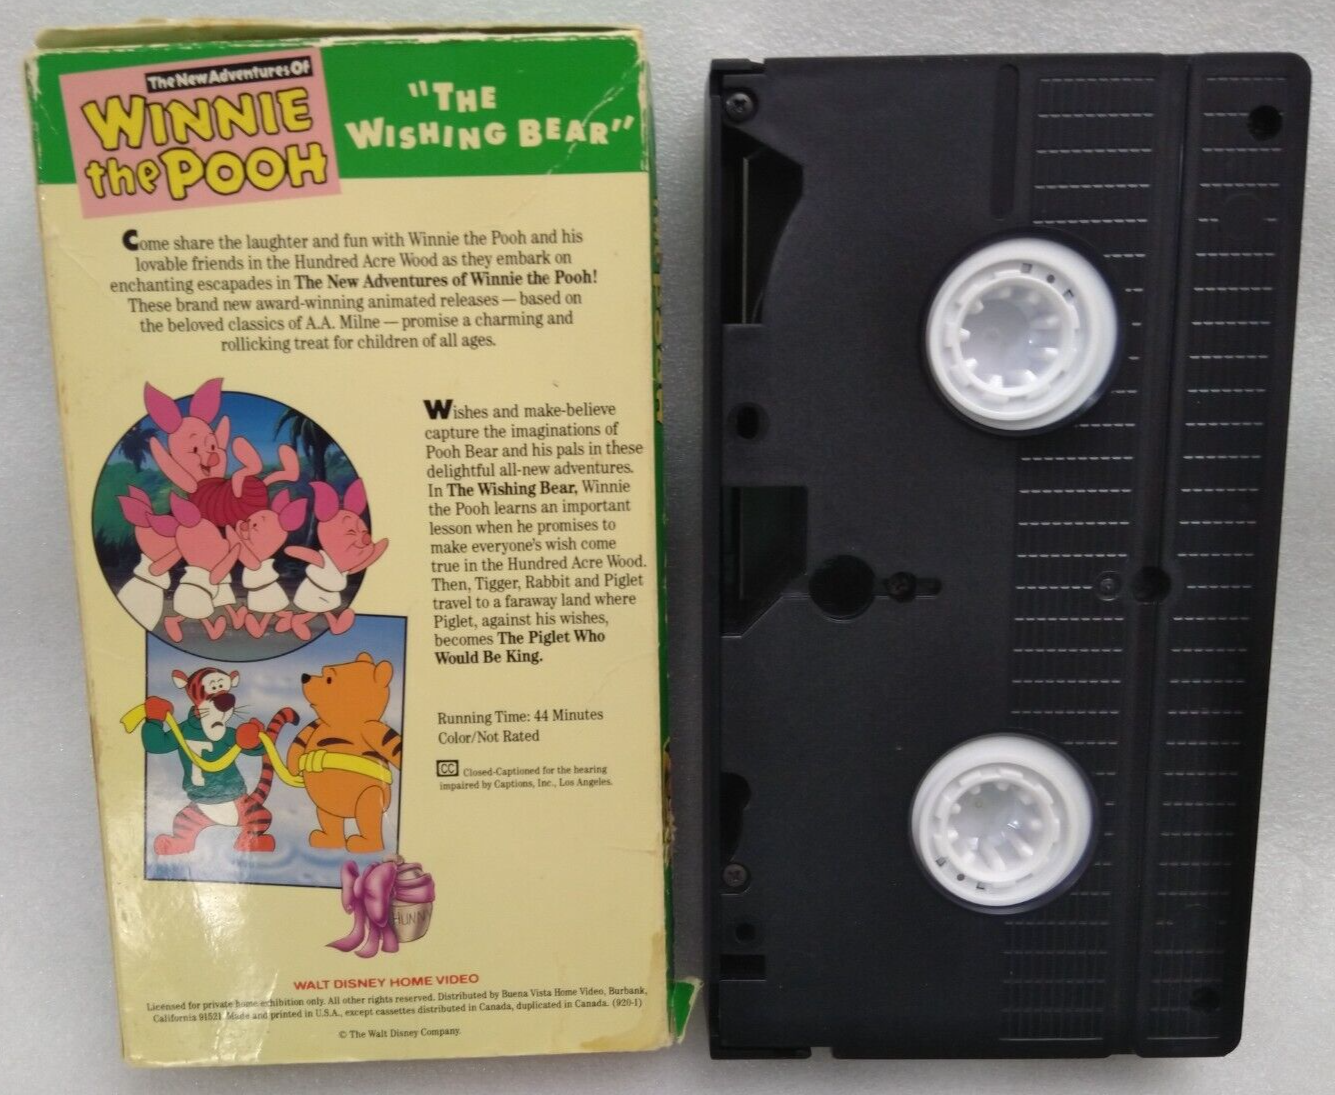 The New Adventures Of
WINNIE
the POOH
"THE
WISHING BEAR"
Come share the laughter and fun with Winnie the Pooh and his
lovable friends in the Hundred Acre Wood as they embark on
enchanting escapades in The New Adventures of Winnie the Pooh!
These brand new award-winning animated releases — based on
the beloved classics of A.A. Milne — promise a charming and
rollicking treat for children of all ages.
Wishes and make-believe
capture the imaginations of
Pooh Bear and his pals in these
delightful all-new adventures.
In The Wishing Bear, Winnie
the Pooh learns an important
lesson when he promises to
make everyone's wish come
true in the Hundred Acre Wood.
Then, Tigger, Rabbit and Piglet
travel to a faraway land where
Piglet, against his wishes,
becomes The Piglet Who
Would Be King.
Running Time: 44 Minutes
Color/Not Rated
CC Closed-Captioned for the hearing
impaired by Captions, Inc., Los Angeles.
HUNNY
WALT DISNEY HOME VIDEO
Licensed for private home exhibition only. All other rights reserved. Distributed by Buena Vista Home Video, Burbank,
California 91521. Made and printed in U.S.A., except cassettes distributed in Canada, duplicated in Canada. (920-1)
© The Walt Disney Company.